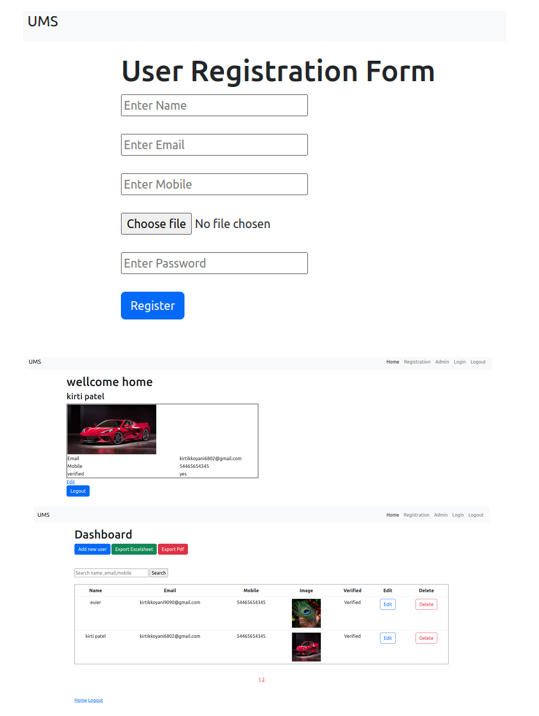 UMS
User Registration Form
Enter Name
Enter Email
Enter Mobile
Choose file No file chosen
Enter Password
Register
UMS Home Registration Admin Login Logout
wellcome home
kirti patel
Email kirtikkoyani6802@gmail.com
Mobile 54465654345
verified yes
Edit
Logout
UMS Home Registration Admin Login Logout
Dashboard
Add new user Export Excelsheet Export Pdf
Search name ,email,mobile Search
Name Email Mobile Image Verified Edit Delete
euier kirtikkoyani9090@gmail.com 54465654345 Verified Edit Delete
kirti patel kirtikkoyani6802@gmail.com 54465654345 Verified Edit Delete
1 2
Home Logout